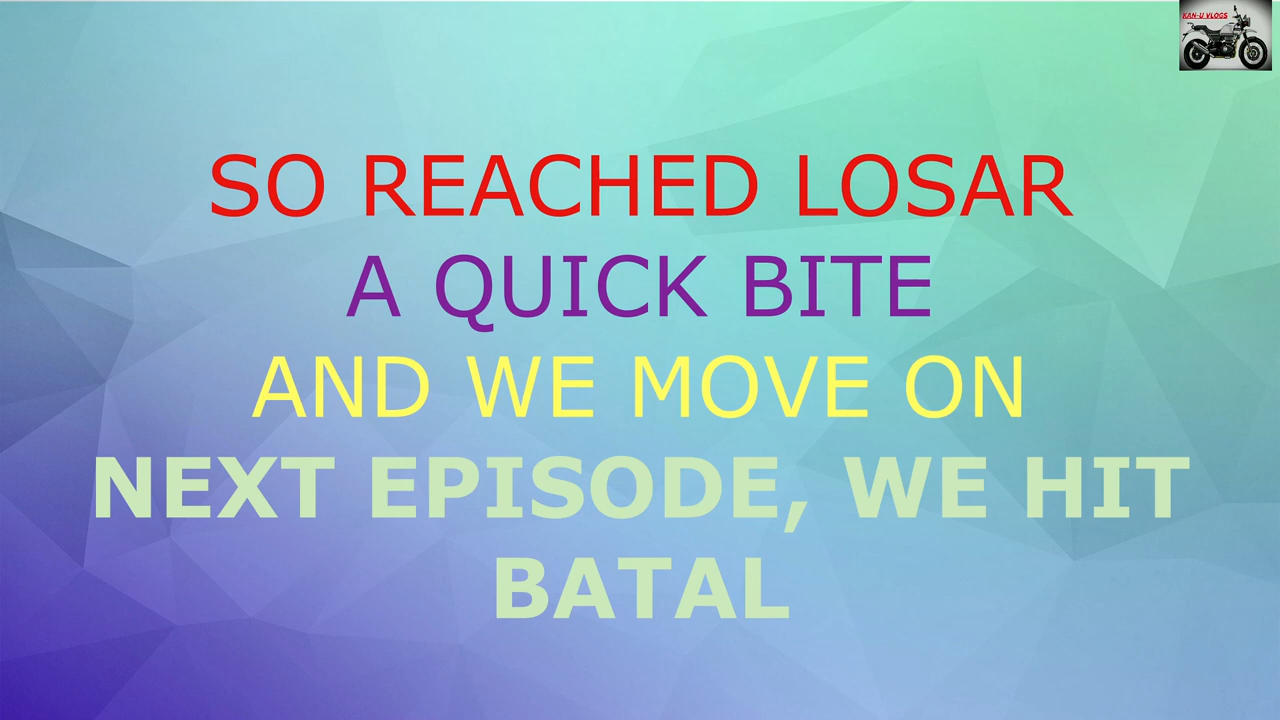 KAN-U VLOGS
SO REACHED LOSAR
A QUICK BITE
AND WE MOVE ON
NEXT EPISODE, WE HIT
BATAL